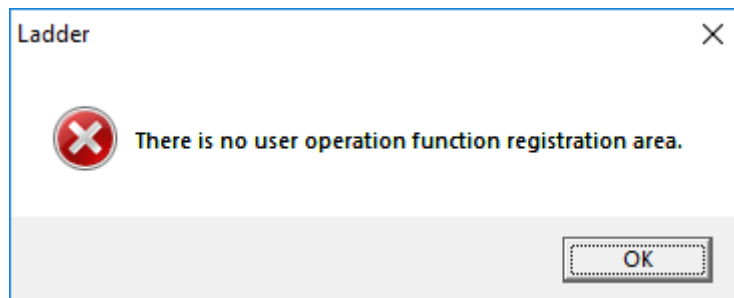 Ladder
There is no user operation function registration area.
OK